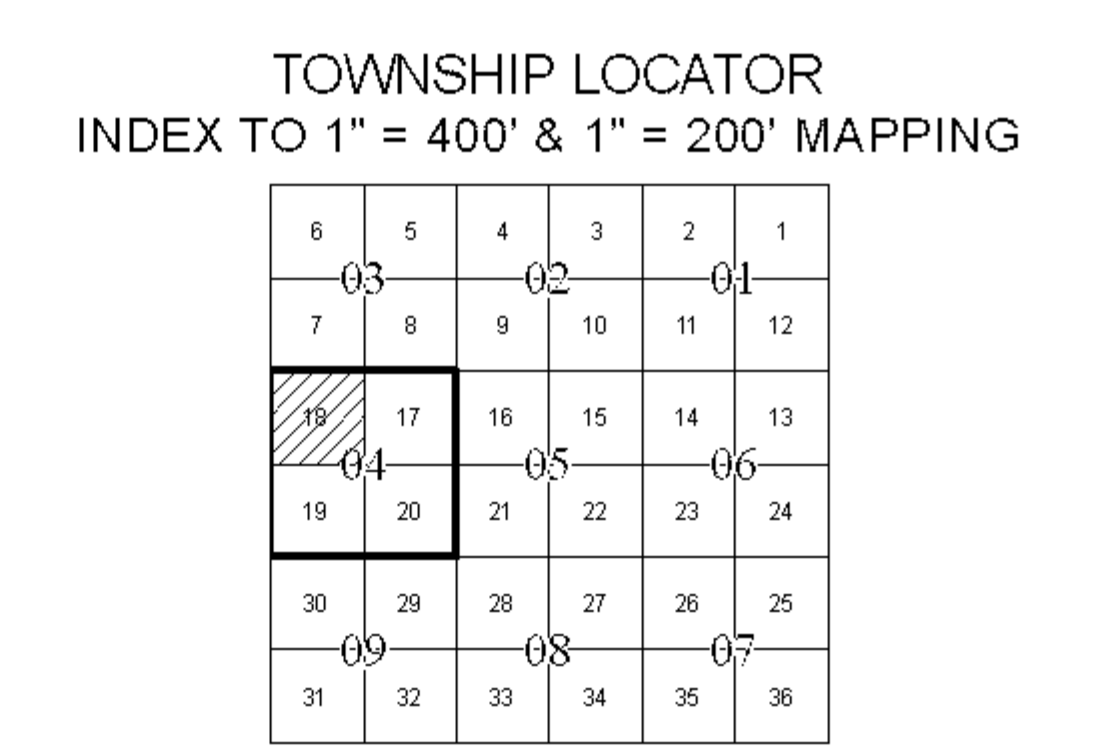 TOWNSHIP LOCATOR
INDEX TO 1" = 400' & 1" = 200' MAPPING
6 5 4 3 2 1
03 02 01
7 8 9 10 11 12
18 17 16 15 14 13
04 05 06
19 20 21 22 23 24
30 29 28 27 26 25
09 08 07
31 32 33 34 35 36